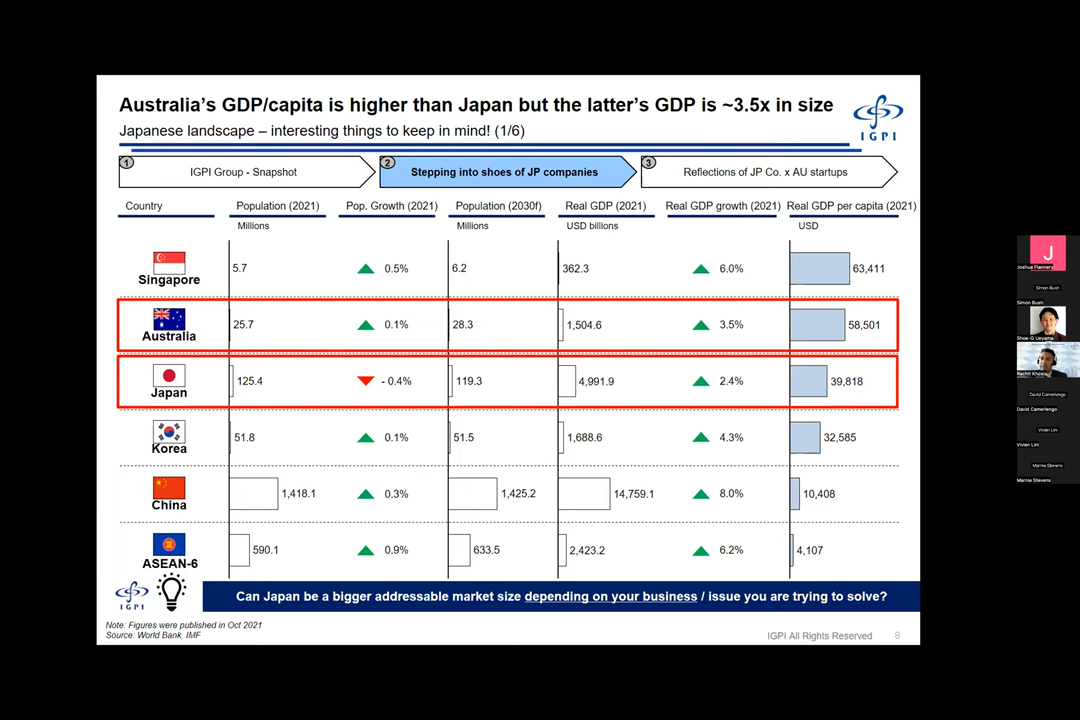 Australia's GDP/capita is higher than Japan but the latter's GDP is ~3.5x in size
Japanese landscape – interesting things to keep in mind! (1/6)
IGPI
1 IGPI Group - Snapshot
2 Stepping into shoes of JP companies
3 Reflections of JP Co. x AU startups
Country Population (2021) Pop. Growth (2021) Population (2030f) Real GDP (2021) Real GDP growth (2021) Real GDP per capita (2021)
Millions Millions USD billions USD
Singapore 5.7 0.5% 6.2 362.3 6.0% 63,411
Australia 25.7 0.1% 28.3 1,504.6 3.5% 58,501
Japan 125.4 - 0.4% 119.3 4,991.9 2.4% 39,818
Korea 51.8 0.1% 51.5 1,688.6 4.3% 32,585
China 1,418.1 0.3% 1,425.2 14,759.1 8.0% 10,408
ASEAN-6 590.1 0.9% 633.5 2,423.2 6.2% 4,107
IGPI
Can Japan be a bigger addressable market size depending on your business / issue you are trying to solve?
Note: Figures were published in Oct 2021
Source: World Bank, IMF
IGPI All Rights Reserved 8
J
Joshua Flannery
Simon Bush
Simon Bush
Shoe-G Ueyama
Rachit Khosla
David Camerlengo
David Camerlengo
Vivien Lim
Vivien Lim
Marnie Stevens
Marnie Stevens